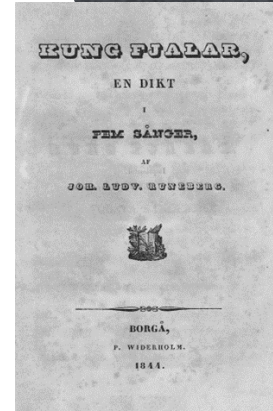 KUNG FJALAR,
EN DIKT
I
FEM SÅNGER,
AF
JOH. LUDV. RUNEBERG.
BORGÅ,
P. WIDERHOLM.
1844.